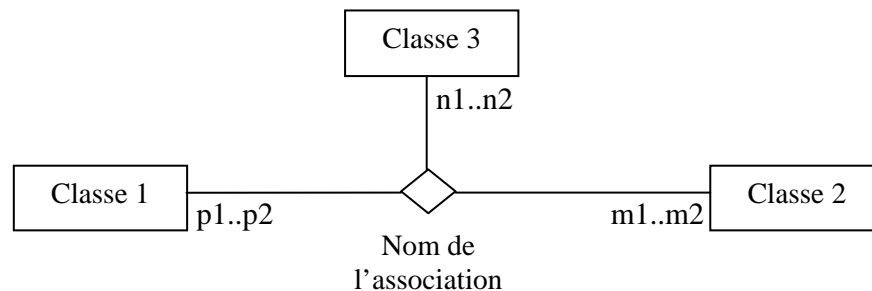 Classe 3
n1..n2
Classe 1
Classe 2
p1..p2
m1..m2
Nom de
l’association